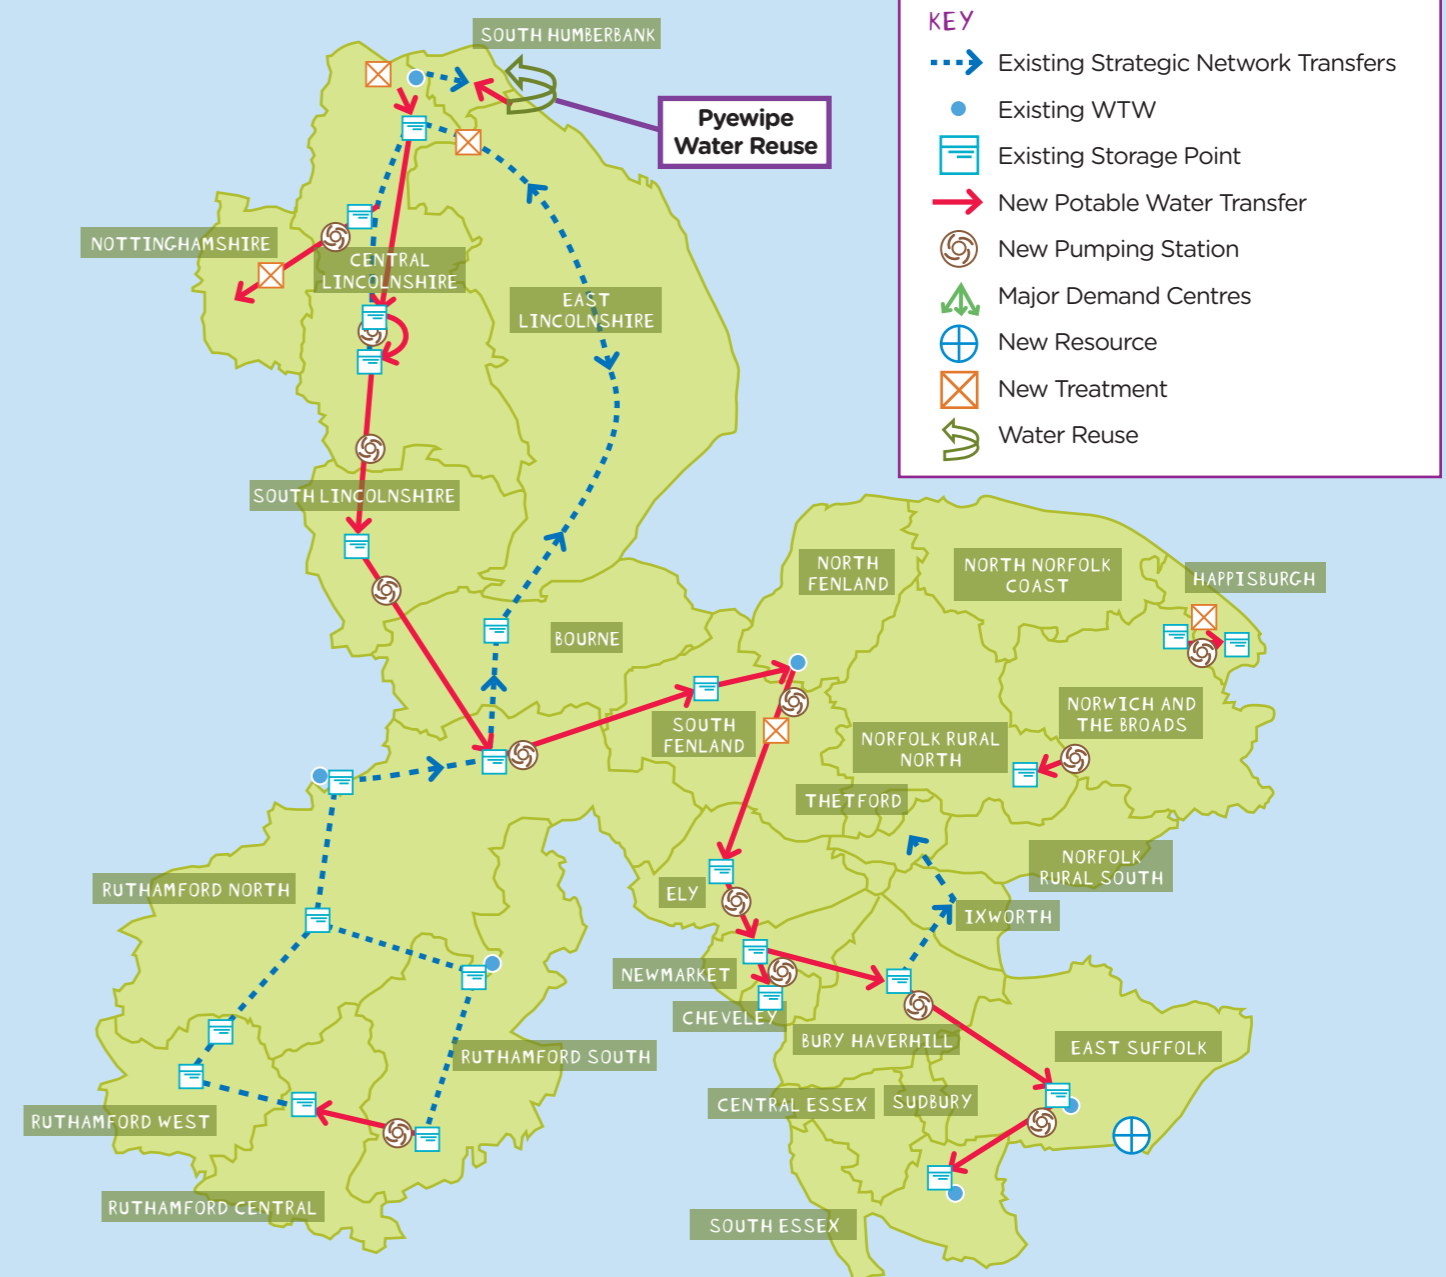 KEY
Existing Strategic Network Transfers
Existing WTW
Existing Storage Point
New Potable Water Transfer
New Pumping Station
Major Demand Centres
New Resource
New Treatment
Water Reuse
SOUTH HUMBERBANK
Pyewipe
Water Reuse
NOTTINGHAMSHIRE
CENTRAL
LINCOLNSHIRE
EAST
LINCOLNSHIRE
SOUTH LINCOLNSHIRE
BOURNE
NORTH
FENLAND
NORTH NORFOLK
COAST
HAPPISBURGH
SOUTH
FENLAND
NORFOLK RURAL
NORTH
NORWICH AND
THE BROADS
THETFORD
NORFOLK
RURAL SOUTH
RUTHAMFORD NORTH
ELY
IXWORTH
NEWMARKET
CHEVELEY
BURY HAVERHILL
EAST SUFFOLK
RUTHAMFORD SOUTH
CENTRAL ESSEX
SUDBURY
RUTHAMFORD WEST
RUTHAMFORD CENTRAL
SOUTH ESSEX